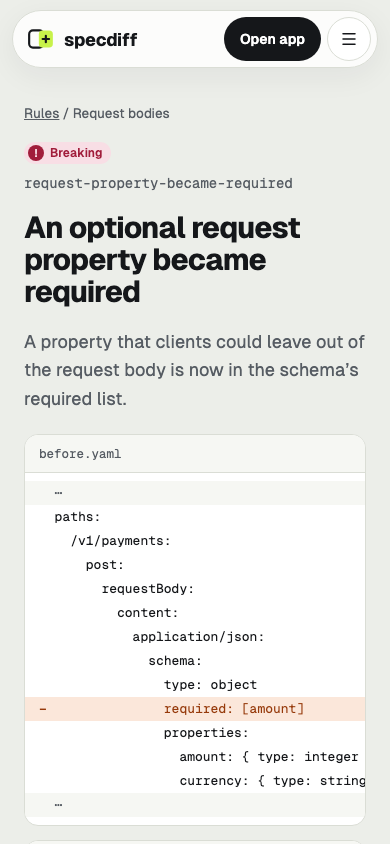 specdiff
Open app
Rules / Request bodies
! Breaking
request-property-became-required
An optional request
property became
required
A property that clients could leave out of
the request body is now in the schema’s
required list.
before.yaml
…
paths:
/v1/payments:
post:
requestBody:
content:
application/json:
schema:
type: object
– required: [amount]
properties:
amount: { type: integer
currency: { type: string
…